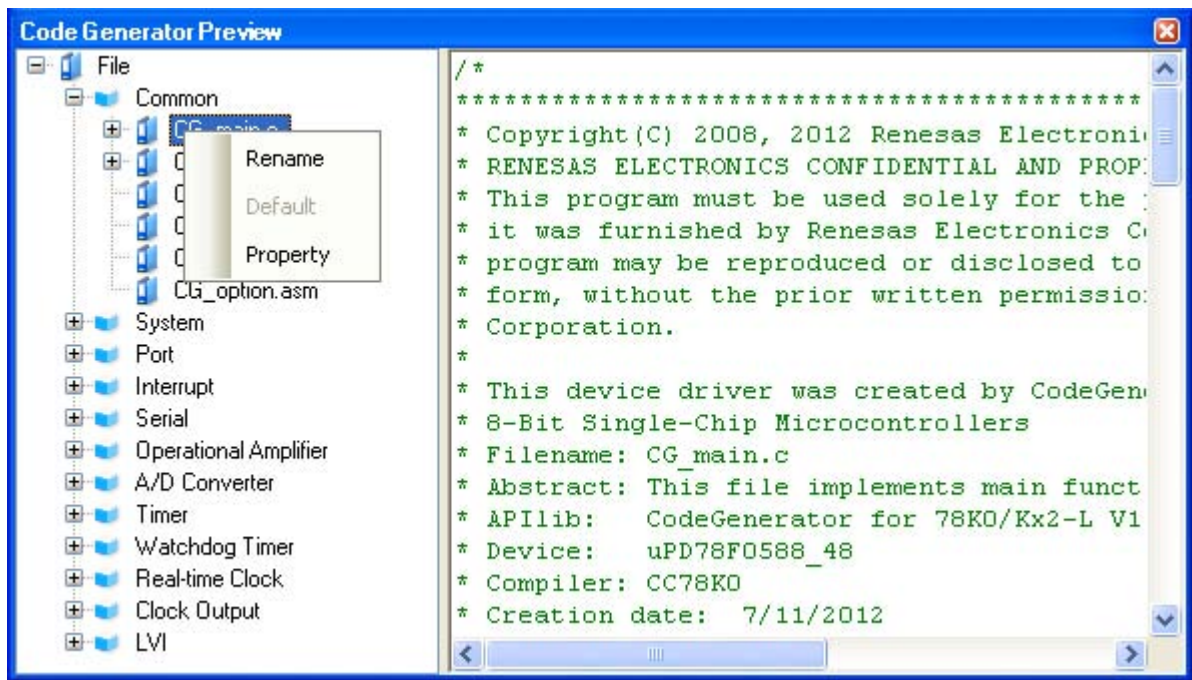 Code Generator Preview
File
Common
CG_main.c
Rename
Default
Property
CG_option.asm
System
Port
Interrupt
Serial
Operational Amplifier
A/D Converter
Timer
Watchdog Timer
Real-time Clock
Clock Output
LVI
/*
*******************************************
* Copyright(C) 2008, 2012 Renesas
* RENESAS ELECTRONICS CONFIDENTIAL AND
* This program must be used solely for the
* it was furnished by Renesas Electronics
* program may be reproduced or disclosed to
* form, without the prior written
* Corporation.
*
* This device driver was created by
* 8-Bit Single-Chip Microcontrollers
* Filename: CG_main.c
* Abstract: This file implements main funct
* APIlib: CodeGenerator for 78K0/Kx2-L V1
* Device: uPD78F0588_48
* Compiler: CC78K0
* Creation date: 7/11/2012